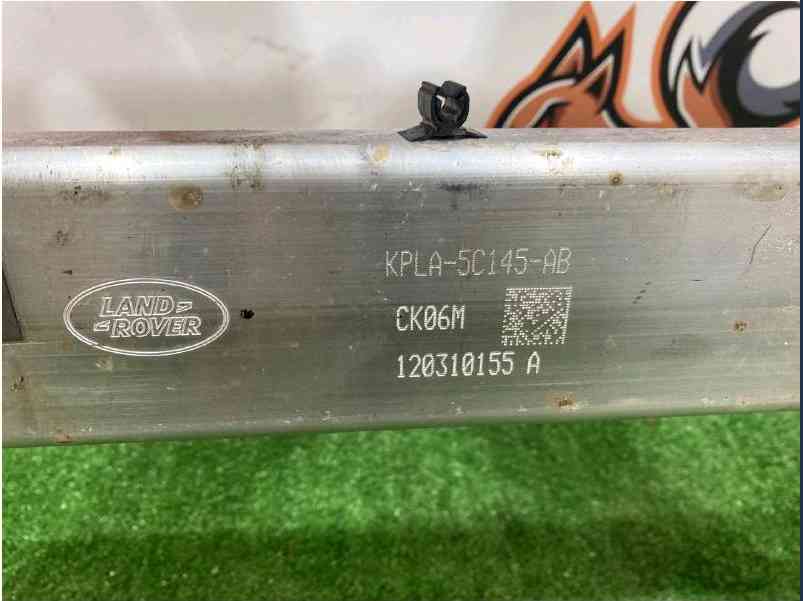 LAND
ROVER
KPLA-5C145-AB
CK06M
120310155 A